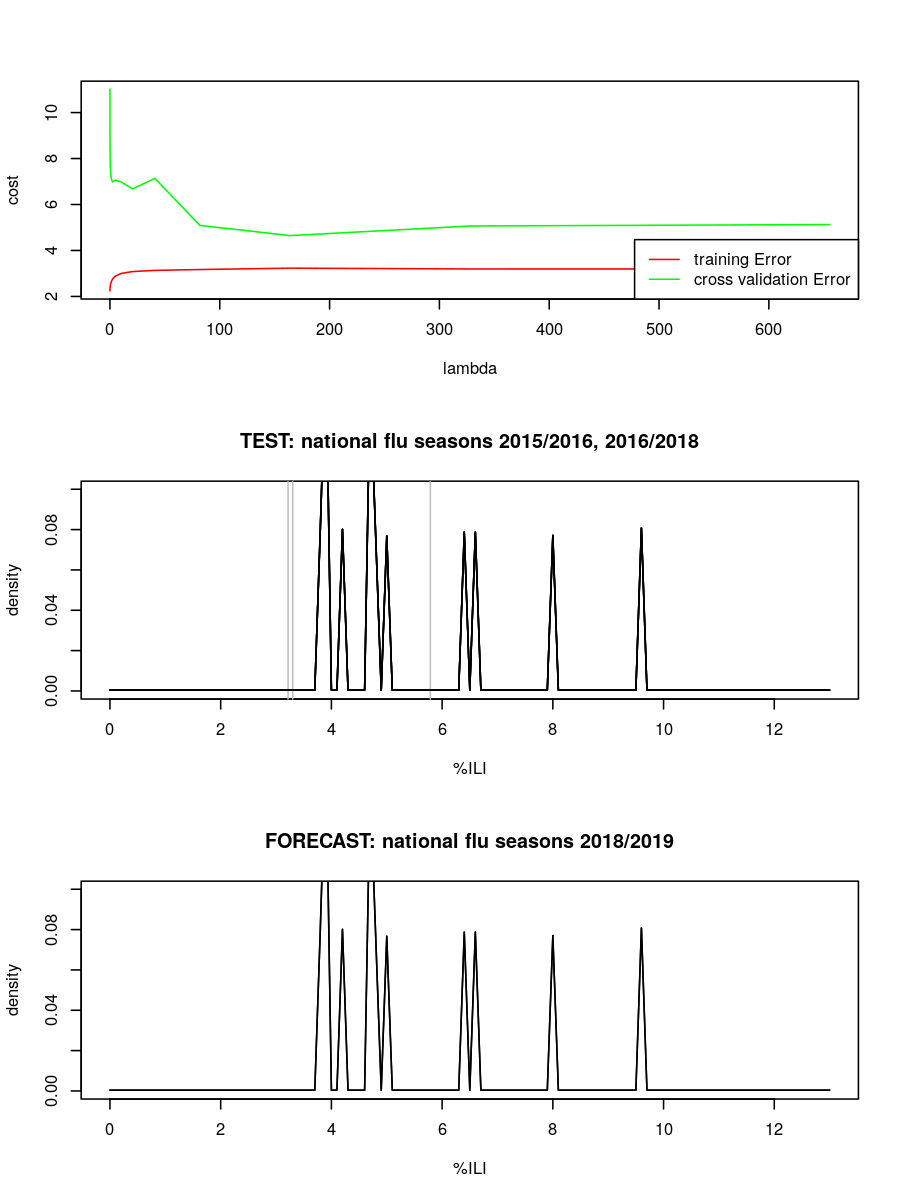 10
8
6
4
2
cost
training Error
cross validation Error
0 100 200 300 400 500 600
lambda
TEST: national flu seasons 2015/2016, 2016/2018
0.08
0.04
0.00
density
0 2 4 6 8 10 12
%ILI
FORECAST: national flu seasons 2018/2019
0.08
0.04
0.00
density
0 2 4 6 8 10 12
%ILI